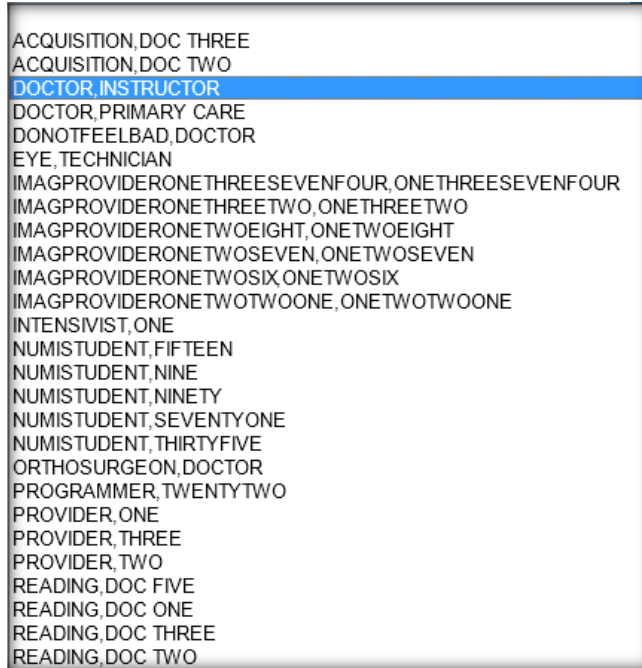 ACQUISITION,DOC THREE
ACQUISITION,DOC TWO
DOCTOR,INSTRUCTOR
DOCTOR,PRIMARY CARE
DONOTFEELBAD,DOCTOR
EYE,TECHNICIAN
IMAGPROVIDERONETHREESEVENFOUR,ONETHREESEVENFOUR
IMAGPROVIDERONETHREETWO,ONETHREETWO
IMAGPROVIDERONETWOEIGHT,ONETWOEIGHT
IMAGPROVIDERONETWOSEVEN,ONETWOSEVEN
IMAGPROVIDERONETWOSIX,ONETWOSIX
IMAGPROVIDERONETWOTWOONE,ONETWOTWOONE
INTENSIVIST,ONE
NUMISTUDENT,FIFTEEN
NUMISTUDENT,NINE
NUMISTUDENT,NINETY
NUMISTUDENT,SEVENTYONE
NUMISTUDENT,THIRTYFIVE
ORTHOSURGEON,DOCTOR
PROGRAMMER,TWENTYTWO
PROVIDER,ONE
PROVIDER,THREE
PROVIDER,TWO
READING,DOC FIVE
READING,DOC ONE
READING,DOC THREE
READING,DOC TWO